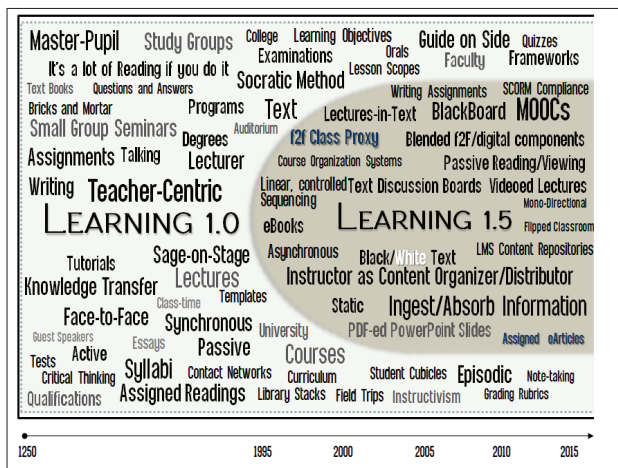 Master-Pupil
Study Groups
College
Learning Objectives
Guide on Side
Quizzes
Examinations
Orals
Faculty
Frameworks
It's a lot of Reading if you do it
Lesson Scopes
Socratic Method
Text Books
Questions and Answers
Writing Assignments
SCORM Compliance
Bricks and Mortar
Programs
Text
Lectures-in-Text
BlackBoard
MOOCs
Small Group Seminars
Auditorium
f2f Class Proxy
Degrees
Blended f2f/digital components
Assignments
Talking
Lecturer
Course Organization Systems
Passive Reading/Viewing
Writing
Teacher-Centric
Linear, controlled
Sequencing
Text Discussion Boards
Videoed Lectures
Mono-Directional
LEARNING 1.0
eBooks
LEARNING 1.5
Flipped Classroom
Sage-on-Stage
Asynchronous
Black/White Text
LMS Content Repositories
Tutorials
Lectures
Instructor as Content Organizer/Distributor
Knowledge Transfer
Class-time
Templates
Static
Ingest/Absorb Information
Face-to-Face
Synchronous
University
PDF-ed PowerPoint Slides
Guest Speakers
Essays
Assigned eArticles
Active
Passive
Courses
Tests
Syllabi
Contact Networks
Student Cubicles
Episodic
Critical Thinking
Curriculum
Note-taking
Qualifications
Assigned Readings
Library Stacks
Field Trips
Instructivism
Grading Rubrics
1250
1995
2000
2005
2010
2015